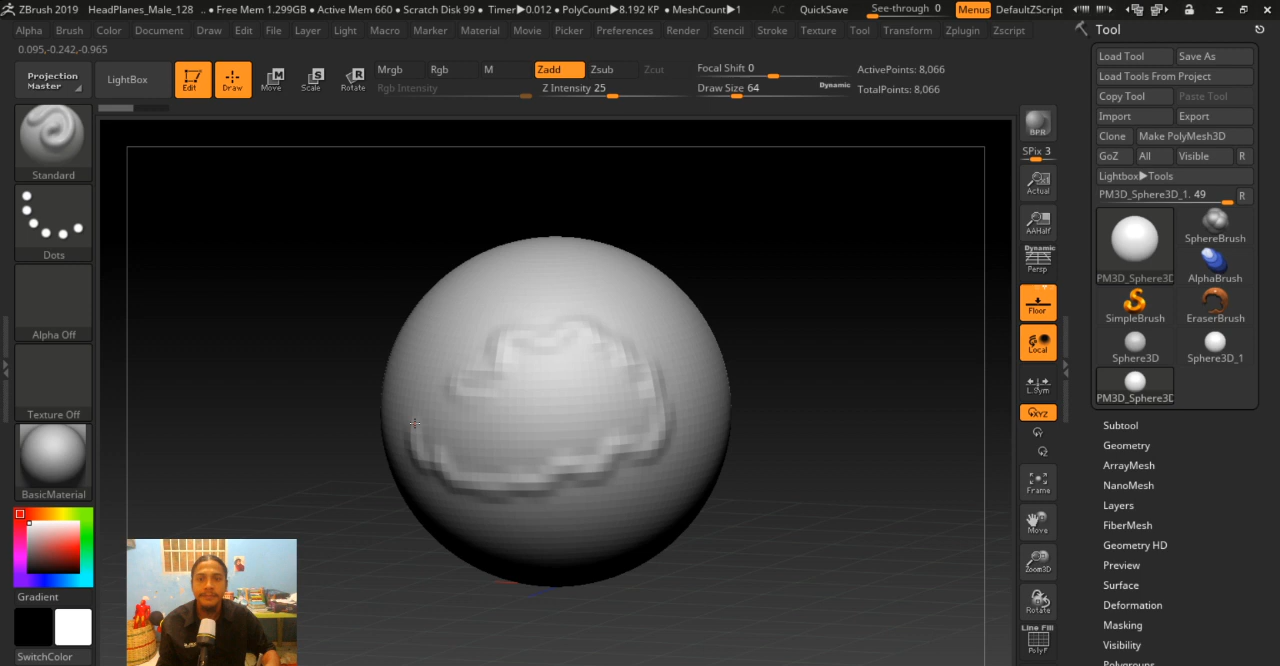 ZBrush 2019 HeadPlanes_Male_128 .. ● Free Mem 1.299GB ● Active Mem 660 ● Scratch Disk 99 ● Timer▶0.012 ● PolyCount▶8.192 KP ● MeshCount▶1 AC QuickSave See-through 0 Menus DefaultZScript
Alpha Brush Color Document Draw Edit File Layer Light Macro Marker Material Movie Picker Preferences Render Stencil Stroke Texture Tool Transform Zplugin Zscript
Tool
0.095,-0.242,-0.965
Load Tool Save As
Load Tools From Project
Copy Tool Paste Tool
Import Export
Clone Make PolyMesh3D
GoZ All Visible R
Lightbox▶Tools
PM3D_Sphere3D_1. 49 R
PM3D_Sphere3D
SphereBrush
AlphaBrush
SimpleBrush EraserBrush
Sphere3D Sphere3D_1
PM3D_Sphere3D
Subtool
Geometry
ArrayMesh
NanoMesh
Layers
FiberMesh
Geometry HD
Preview
Surface
Deformation
Masking
Visibility
Polygroups
Projection
Master
LightBox
Edit
Draw
M
Move
S
Scale
R
Rotate
Mrgb Rgb M
Rgb Intensity
Zadd Zsub Zcut
Z Intensity 25
Focal Shift 0
Draw Size 64
Dynamic
ActivePoints: 8,066
TotalPoints: 8,066
Standard
Dots
Alpha Off
Texture Off
BasicMaterial
Gradient
SwitchColor
BPR
SPix 3
Actual
AAHalf
Dynamic
Persp
Floor
Local
L.Sym
XYZ
Y
Z
Frame
Move
Zoom3D
Rotate
Line Fill
PolyF